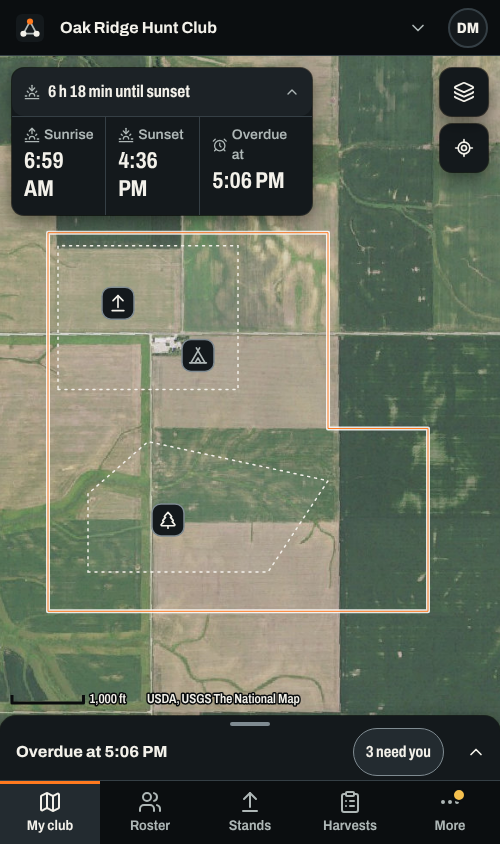 Oak Ridge Hunt Club
DM
6 h 18 min until sunset
Sunrise
6:59
AM
Sunset
4:36
PM
Overdue
at
5:06 PM
1,000 ft
USDA, USGS The National Map
Overdue at 5:06 PM
3 need you
My club
Roster
Stands
Harvests
More